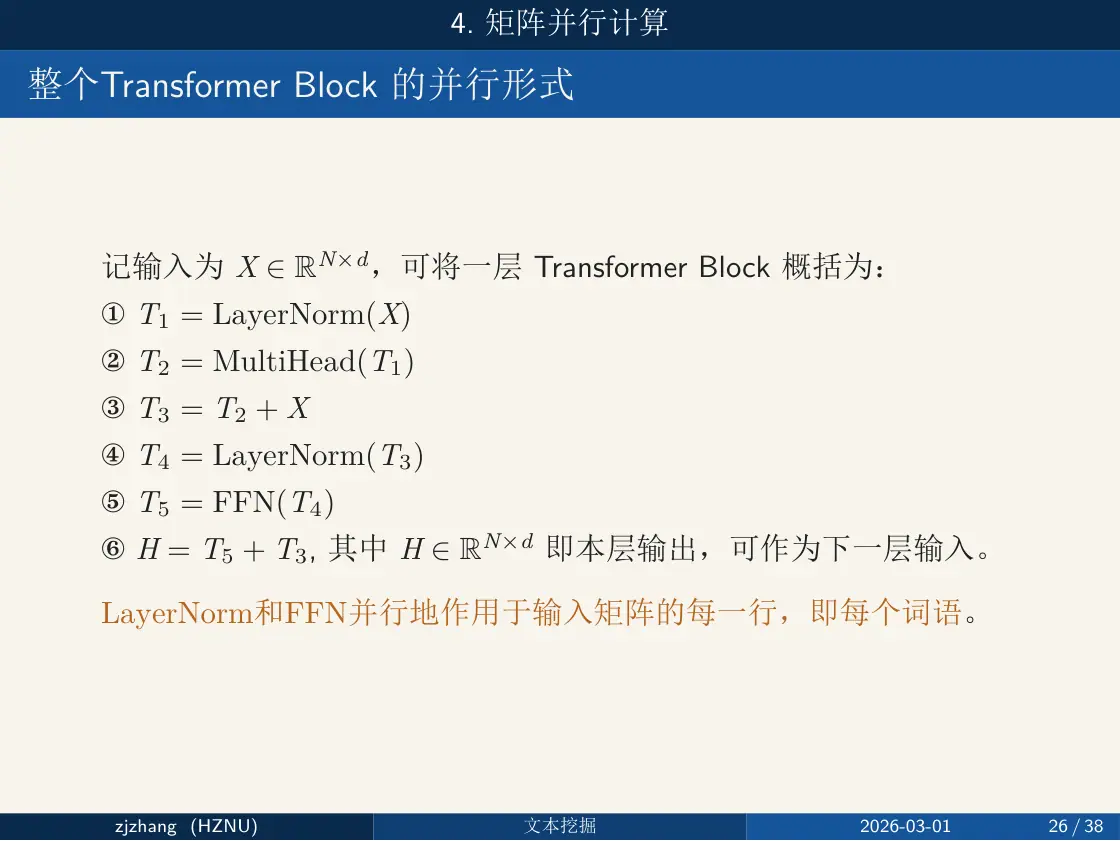 4. 矩阵并行计算
整个Transformer Block 的并行形式
记输入为 X ∈ ℝ^{N×d}，可将一层 Transformer Block 概括为：
① T₁ = LayerNorm(X)
② T₂ = MultiHead(T₁)
③ T₃ = T₂ + X
④ T₄ = LayerNorm(T₃)
⑤ T₅ = FFN(T₄)
⑥ H = T₅ + T₃, 其中 H ∈ ℝ^{N×d} 即本层输出，可作为下一层输入。
LayerNorm和FFN并行地作用于输入矩阵的每一行，即每个词语。
zjzhang (HZNU) 文本挖掘 2026-03-01 26 / 38